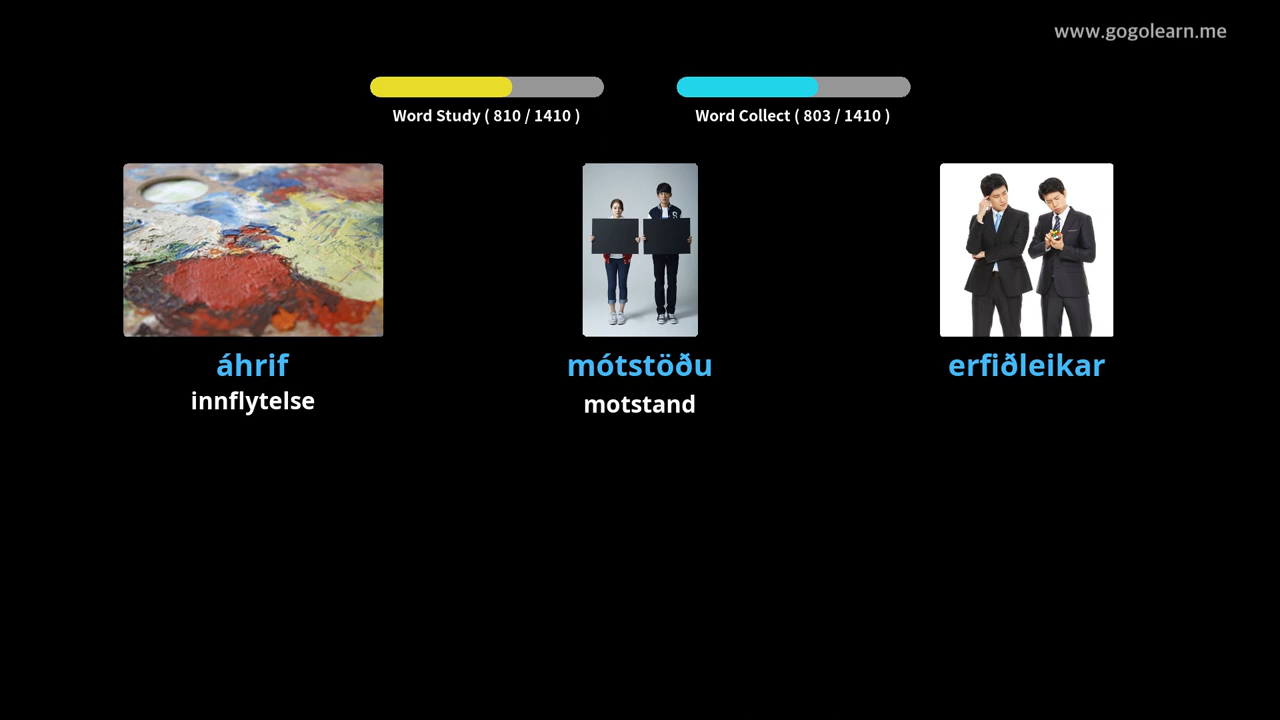 www.gogolearn.me
Word Study ( 810 / 1410 )
Word Collect ( 803 / 1410 )
áhrif
innflytelse
mótstöðu
motstand
erfiðleikar